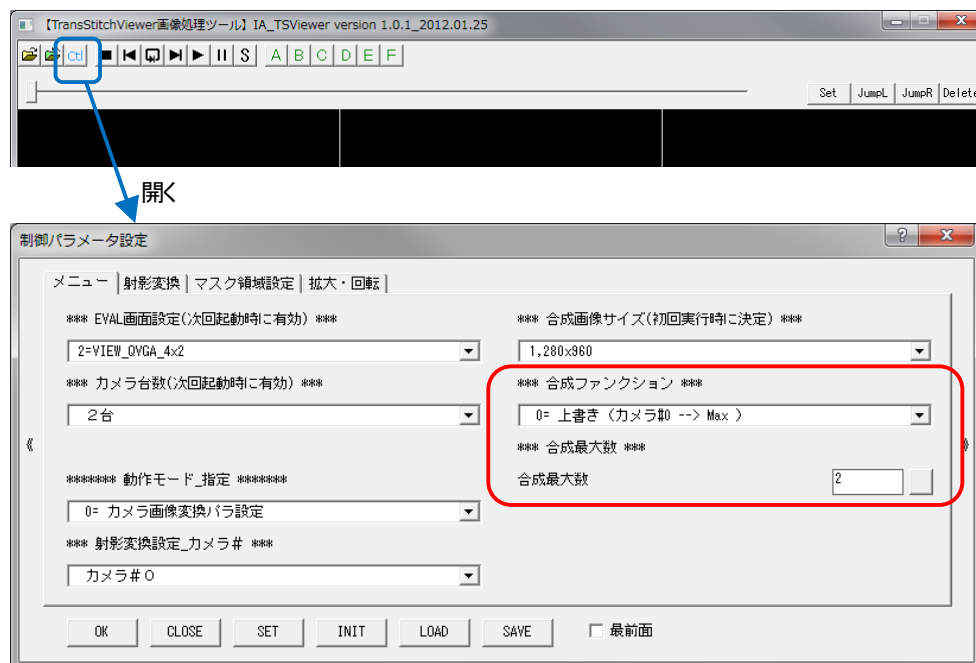 【TransStitchViewer画像処理ツール】 IA_TSViewer version 1.0.1_2012.01.25
Ctl S A B C D E F
Set JumpL JumpR Delete
開く
制御パラメータ設定
メニュー 射影変換 マスク領域設定 拡大・回転
*** EVAL画面設定(次回起動時に有効) ***
2=VIEW_QVGA_4x2
*** カメラ台数(次回起動時に有効) ***
2台
******* 動作モード_指定 *******
0= カメラ画像変換パラ設定
*** 射影変換設定_カメラ# ***
カメラ#0
*** 合成画像サイズ(初回実行時に決定) ***
1,280x960
*** 合成ファンクション ***
0= 上書き (カメラ#0 --> Max )
*** 合成最大数 ***
合成最大数 2
OK CLOSE SET INIT LOAD SAVE 最前面